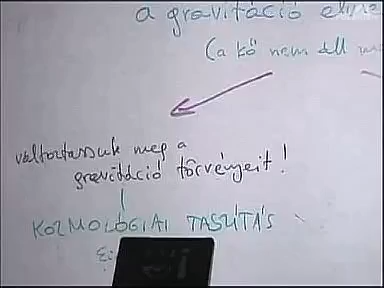 a gravitáció
(a kő nem áll
változtassuk meg a
gravitáció törvényeit!
KOZMOLÓGIAI TASZÍTÁS